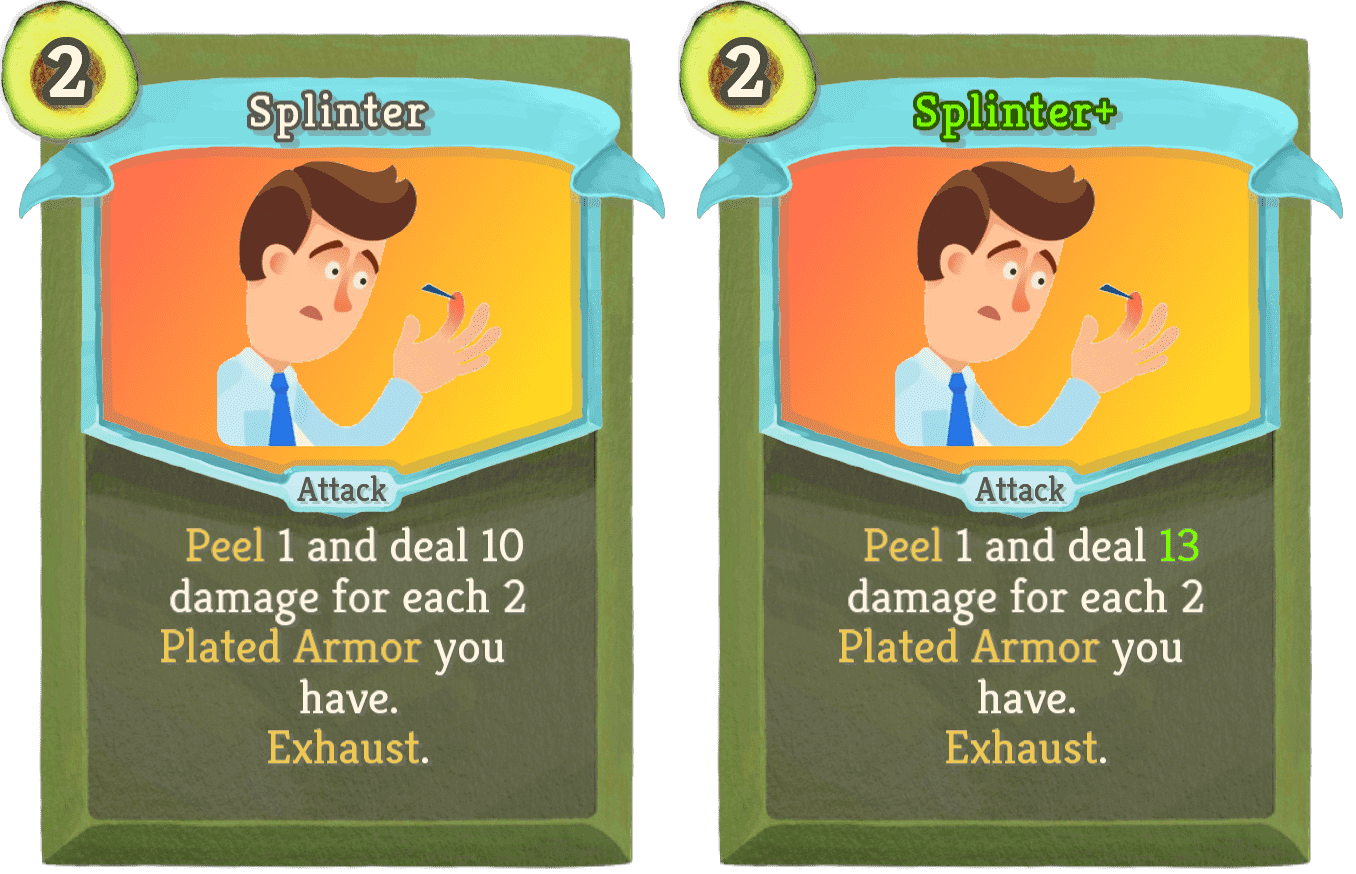 2
Splinter
Attack
Peel 1 and deal 10
damage for each 2
Plated Armor you
have.
Exhaust.
2
Splinter+
Attack
Peel 1 and deal 13
damage for each 2
Plated Armor you
have.
Exhaust.